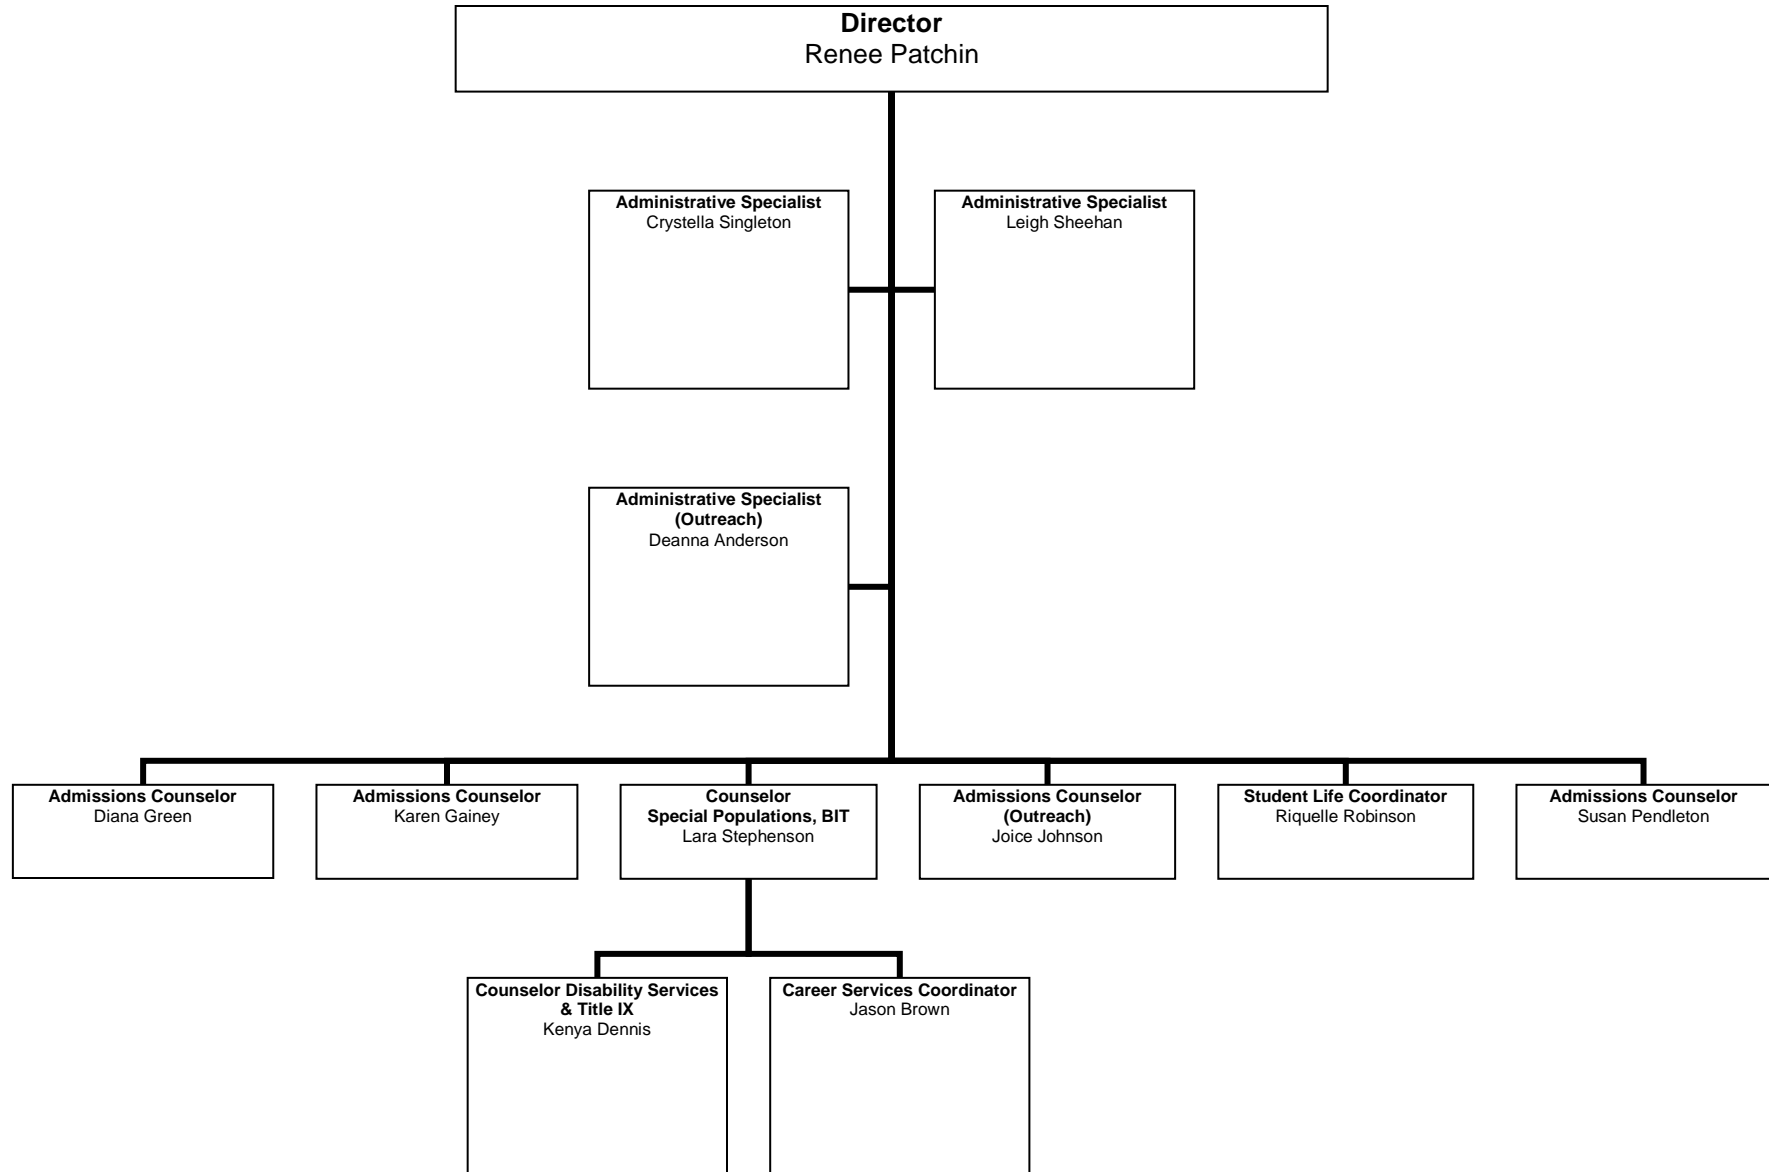 Director
Renee Patchin
Administrative Specialist
Crystella Singleton
Administrative Specialist
Leigh Sheehan
Administrative Specialist
(Outreach)
Deanna Anderson
Admissions Counselor
Diana Green
Admissions Counselor
Karen Gainey
Counselor
Special Populations, BIT
Lara Stephenson
Admissions Counselor
(Outreach)
Joice Johnson
Student Life Coordinator
Riquelle Robinson
Admissions Counselor
Susan Pendleton
Counselor Disability Services
& Title IX
Kenya Dennis
Career Services Coordinator
Jason Brown